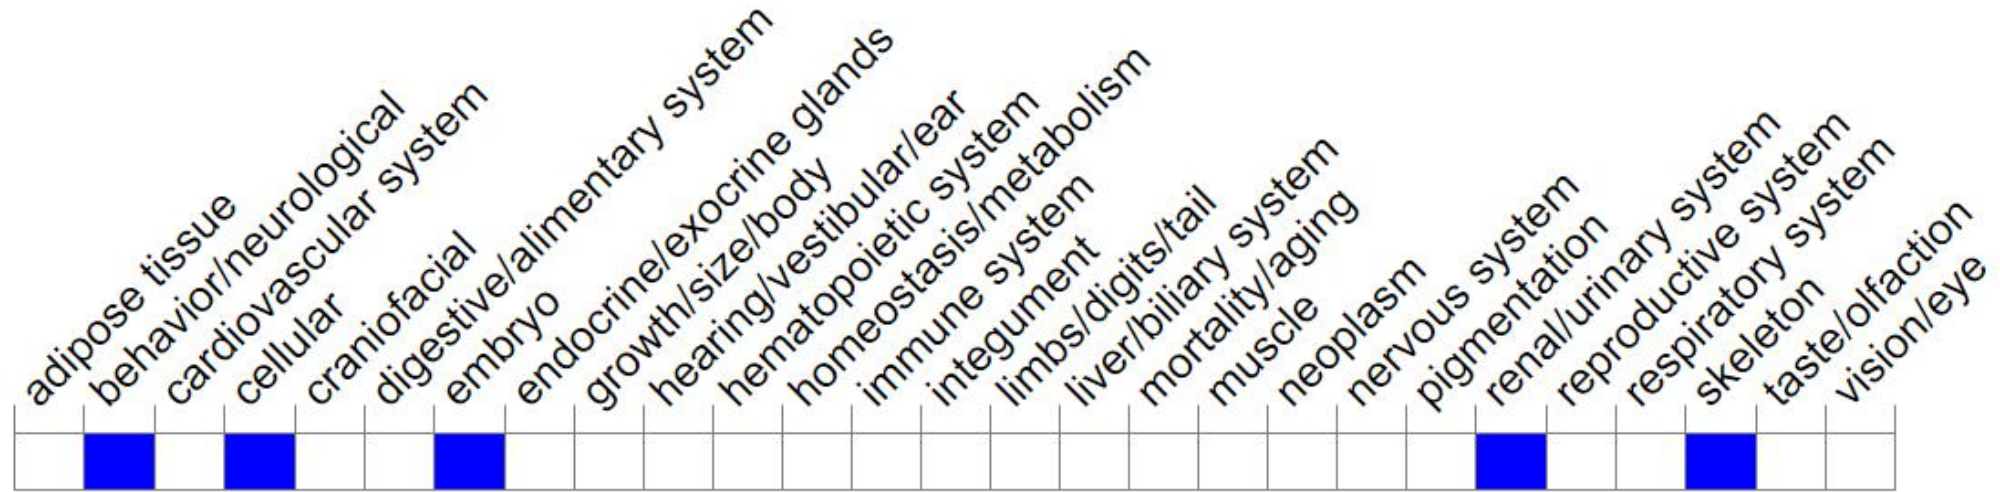 adipose tissue
behavior/neurological
cardiovascular system
cellular
craniofacial
digestive/alimentary system
embryo
endocrine/exocrine glands
growth/size/body
hearing/vestibular/ear
hematopoietic system
homeostasis/metabolism
immune system
integument
limbs/digits/tail
liver/biliary system
mortality/aging
muscle
neoplasm
nervous system
pigmentation
renal/urinary system
reproductive system
respiratory system
skeleton
taste/olfaction
vision/eye